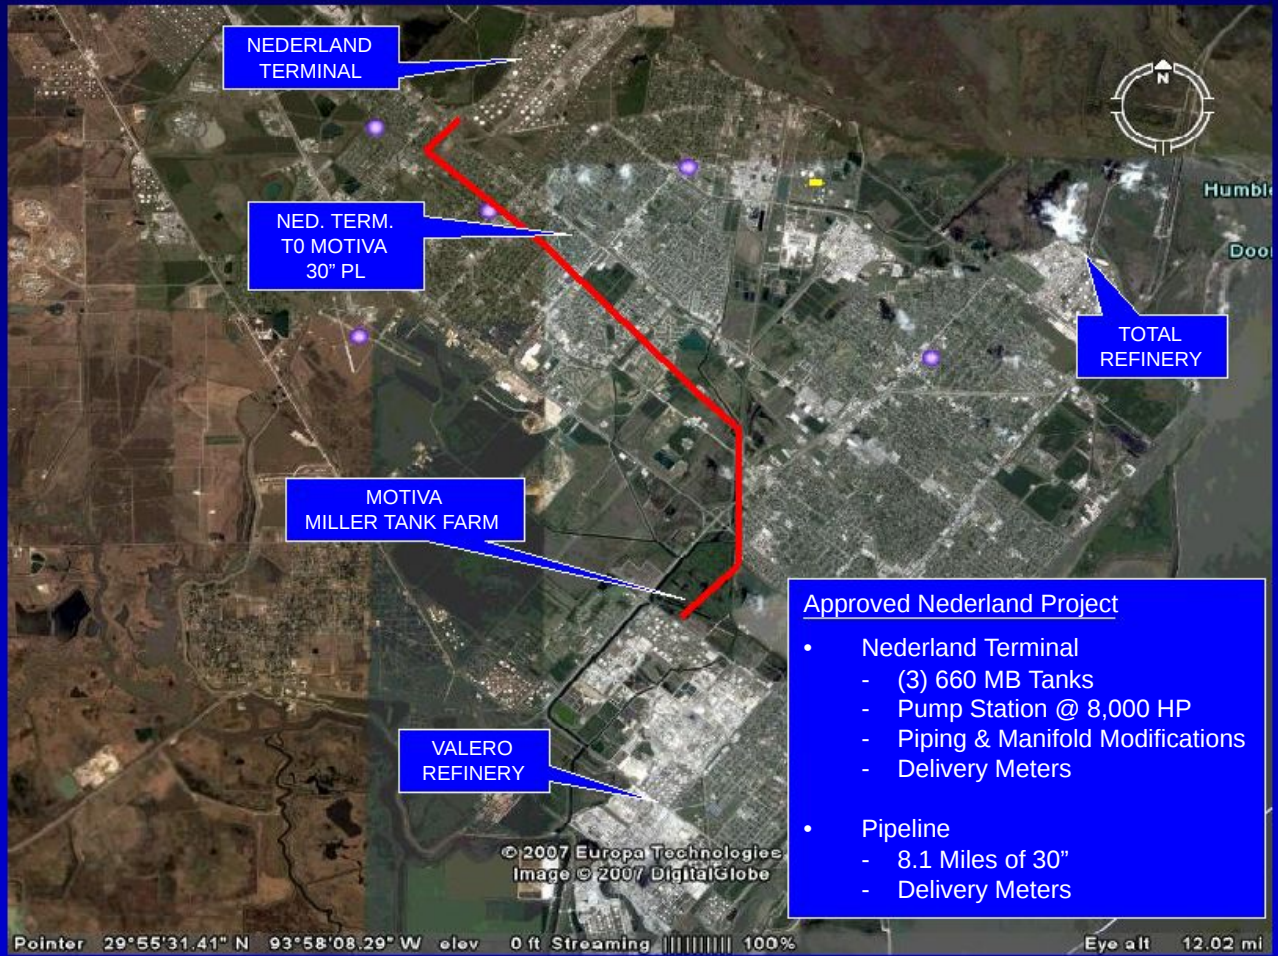 NEDERLAND
TERMINAL
N
Humble
NED. TERM.
T0 MOTIVA
30” PL
Door
TOTAL
REFINERY
MOTIVA
MILLER TANK FARM
Approved Nederland Project
• Nederland Terminal
- (3) 660 MB Tanks
- Pump Station @ 8,000 HP
- Piping & Manifold Modifications
- Delivery Meters
VALERO
REFINERY
• Pipeline
- 8.1 Miles of 30”
- Delivery Meters
© 2007 Europa Technologies
Image © 2007 DigitalGlobe
Pointer 29°55'31.41" N 93°58'08.29" W elev 0 ft Streaming |||||||||| 100% Eye alt 12.02 mi